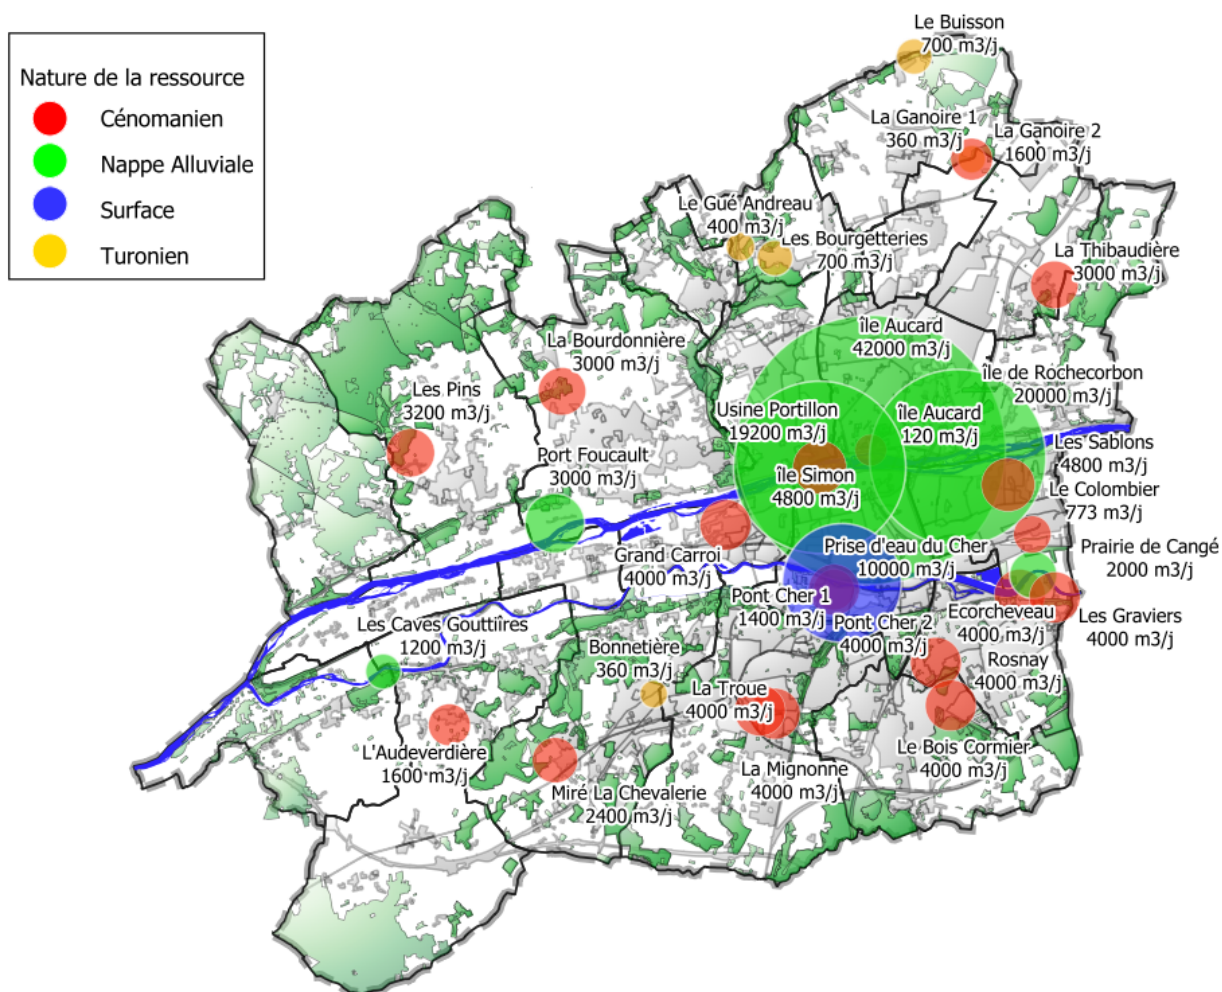 Nature de la ressource
Cénomanien
Nappe Alluviale
Surface
Turonien
Le Buisson
700 m3/j
La Ganoire 1
360 m3/j
La Ganoire 2
1600 m3/j
Le Gué Andreau
400 m3/j
Les Bourgetteries
700 m3/j
La Thibaudière
3000 m3/j
île Aucard
42000 m3/j
La Bourdonnière
3000 m3/j
île de Rochecorbon
20000 m3/j
Les Pins
3200 m3/j
Usine Portillon
19200 m3/j
île Aucard
120 m3/j
Les Sablons
4800 m3/j
Port Foucault
3000 m3/j
île Simon
4800 m3/j
Le Colombier
773 m3/j
Grand Carroi
4000 m3/j
Prise d'eau du Cher
10000 m3/j
Prairie de Cangé
2000 m3/j
Pont Cher 1
1400 m3/j
Pont Cher 2
4000 m3/j
Ecorcheveau
4000 m3/j
Les Graviers
4000 m3/j
Les Caves Gouttîres
1200 m3/j
Bonnetière
360 m3/j
Rosnay
4000 m3/j
La Troue
4000 m3/j
L'Audeverdière
1600 m3/j
Le Bois Cormier
4000 m3/j
La Mignonne
4000 m3/j
Miré La Chevalerie
2400 m3/j